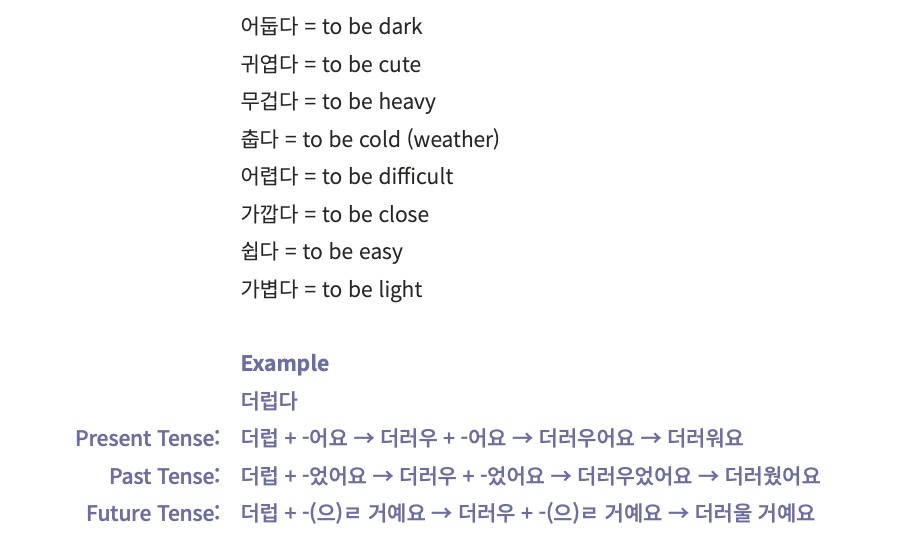 어둡다 = to be dark
귀엽다 = to be cute
무겁다 = to be heavy
춥다 = to be cold (weather)
어렵다 = to be difficult
가깝다 = to be close
쉽다 = to be easy
가볍다 = to be light
Example
더럽다
Present Tense: 더럽 + -어요 → 더러우 + -어요 → 더러우어요 → 더러워요
Past Tense: 더럽 + -었어요 → 더러우 + -었어요 → 더러우었어요 → 더러웠어요
Future Tense: 더럽 + -(으)ㄹ 거예요 → 더러우 + -(으)ㄹ 거예요 → 더러울 거예요